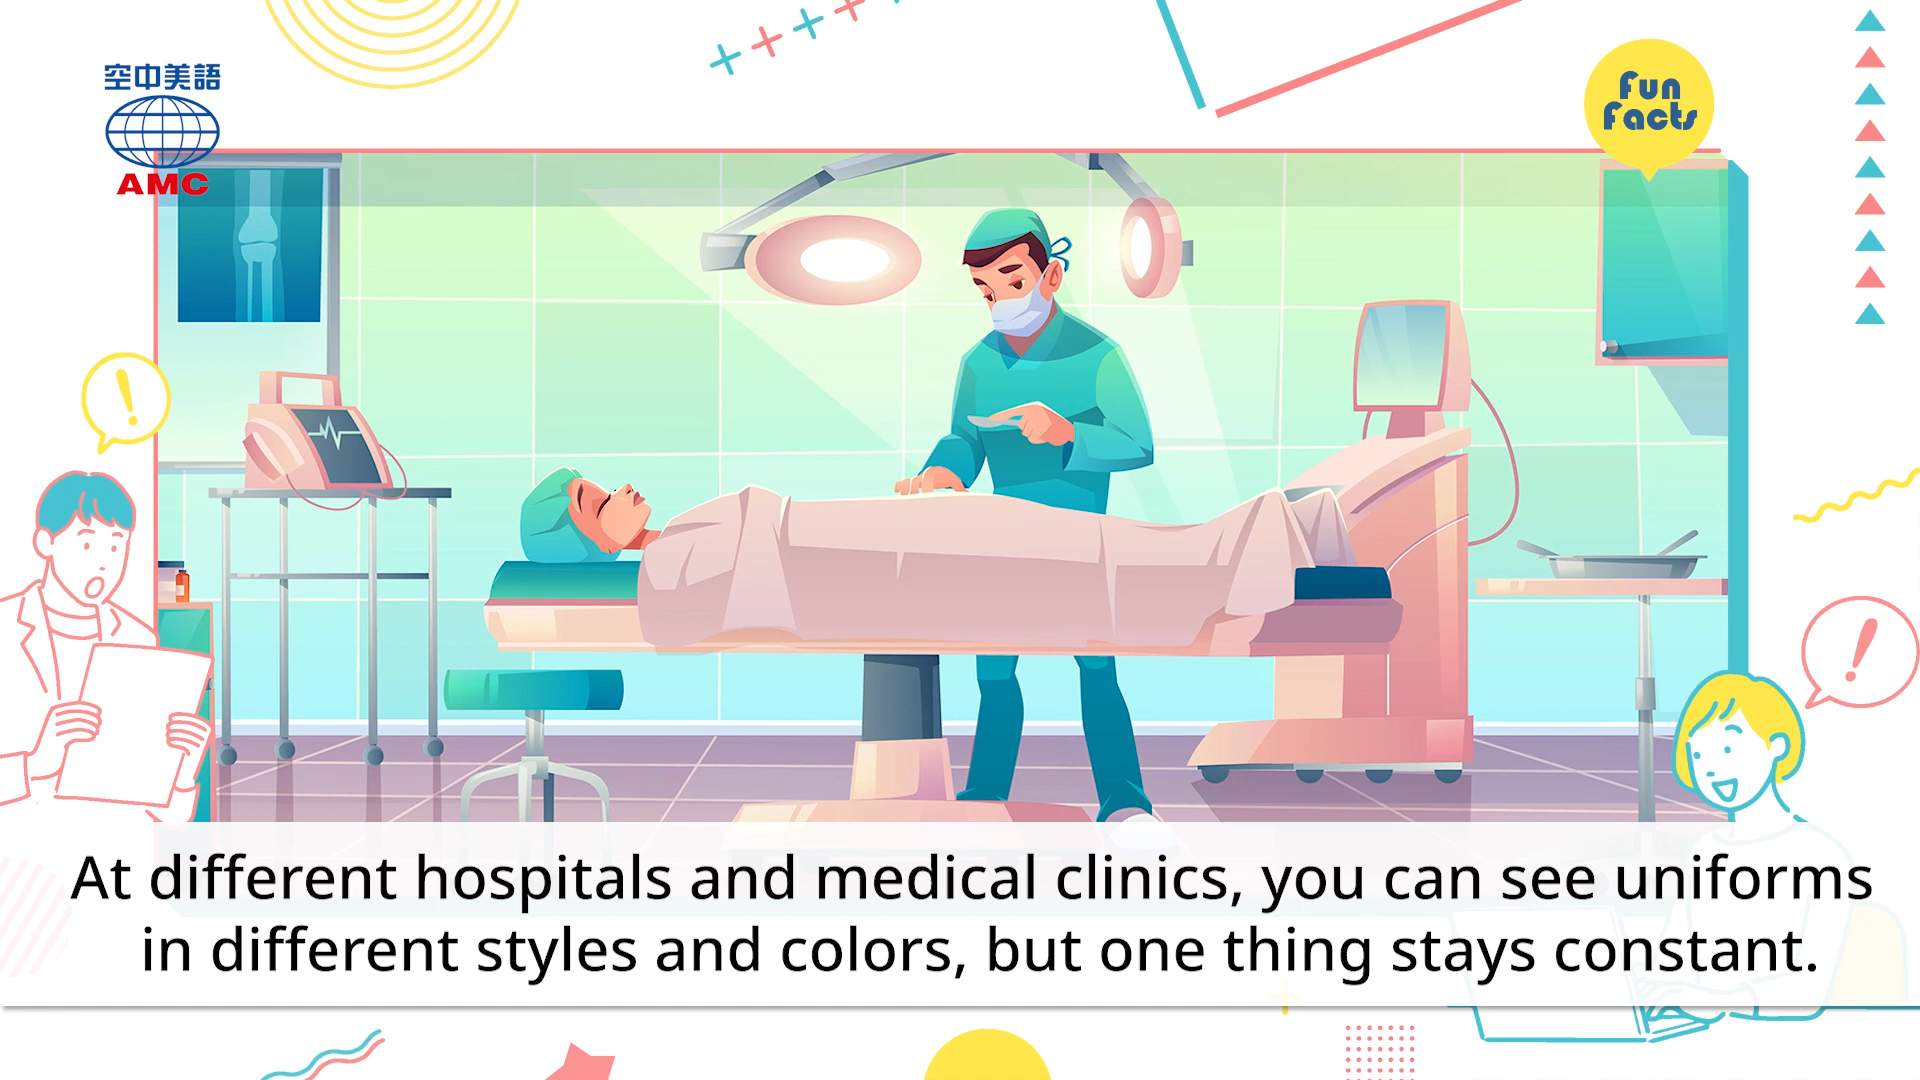 空中美語
AMC
Fun
Facts
At different hospitals and medical clinics, you can see uniforms
in different styles and colors, but one thing stays constant.